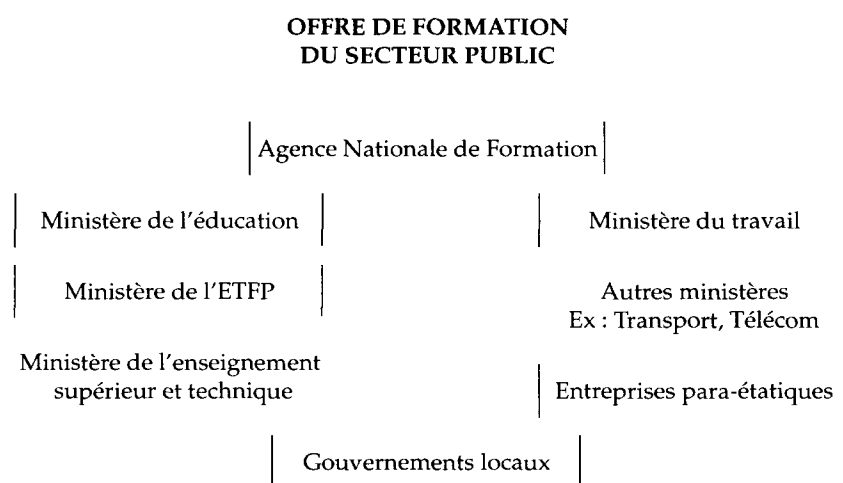 OFFRE DE FORMATION
DU SECTEUR PUBLIC
Agence Nationale de Formation
Ministère de l'éducation
Ministère du travail
Ministère de l'ETFP
Autres ministères
Ex : Transport, Télécom
Ministère de l'enseignement
supérieur et technique
Entreprises para-étatiques
Gouvernements locaux